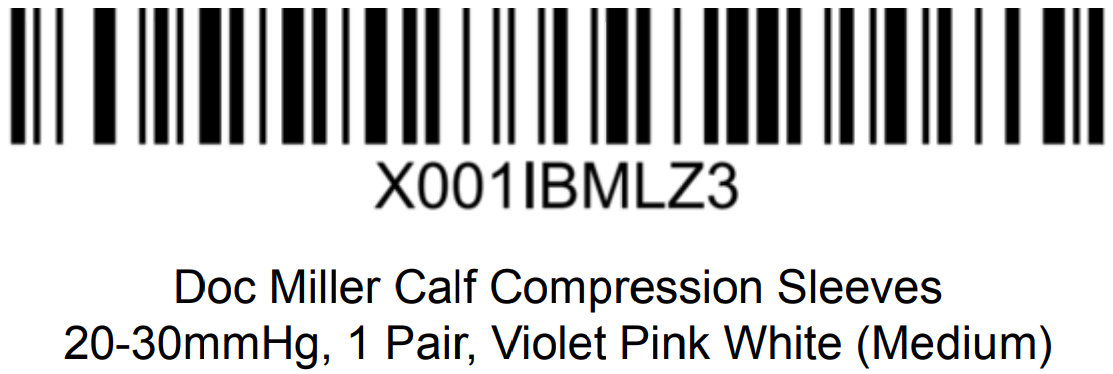 X001IBMLZ3
Doc Miller Calf Compression Sleeves
20-30mmHg, 1 Pair, Violet Pink White (Medium)